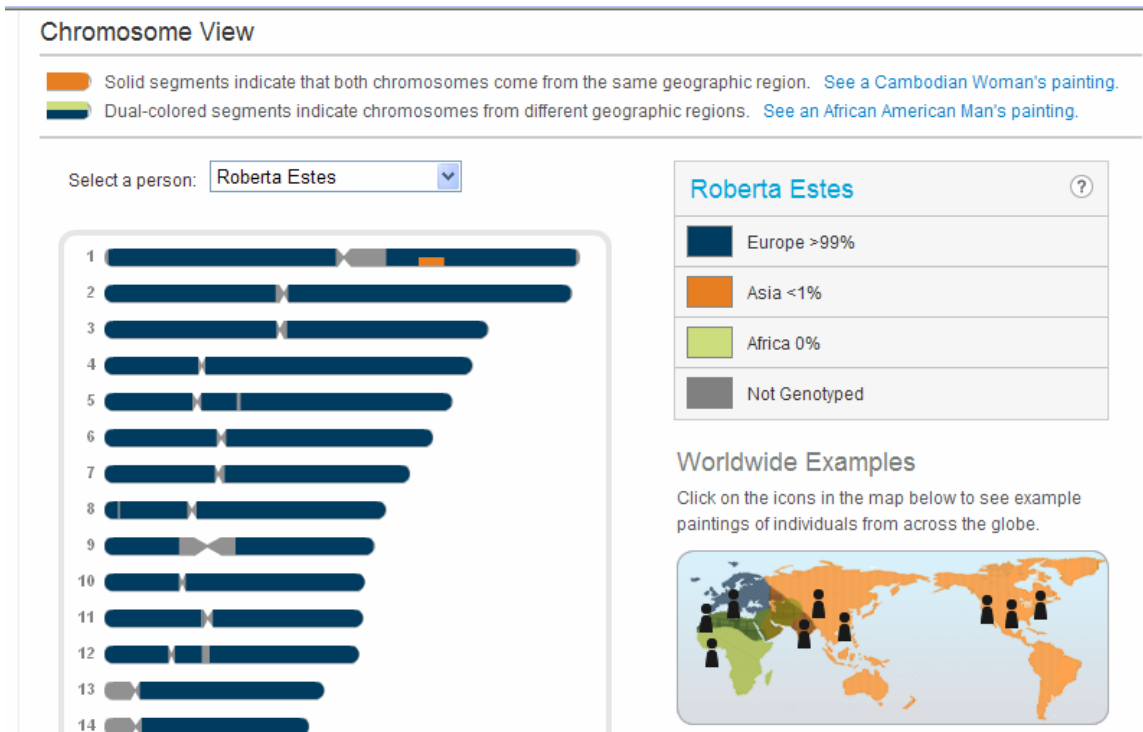 Chromosome View
Solid segments indicate that both chromosomes come from the same geographic region. See a Cambodian Woman's painting.
Dual-colored segments indicate chromosomes from different geographic regions. See an African American Man's painting.
Select a person: Roberta Estes
1
2
3
4
5
6
7
8
9
10
11
12
13
14
Roberta Estes ?
Europe >99%
Asia <1%
Africa 0%
Not Genotyped
Worldwide Examples
Click on the icons in the map below to see example
paintings of individuals from across the globe.